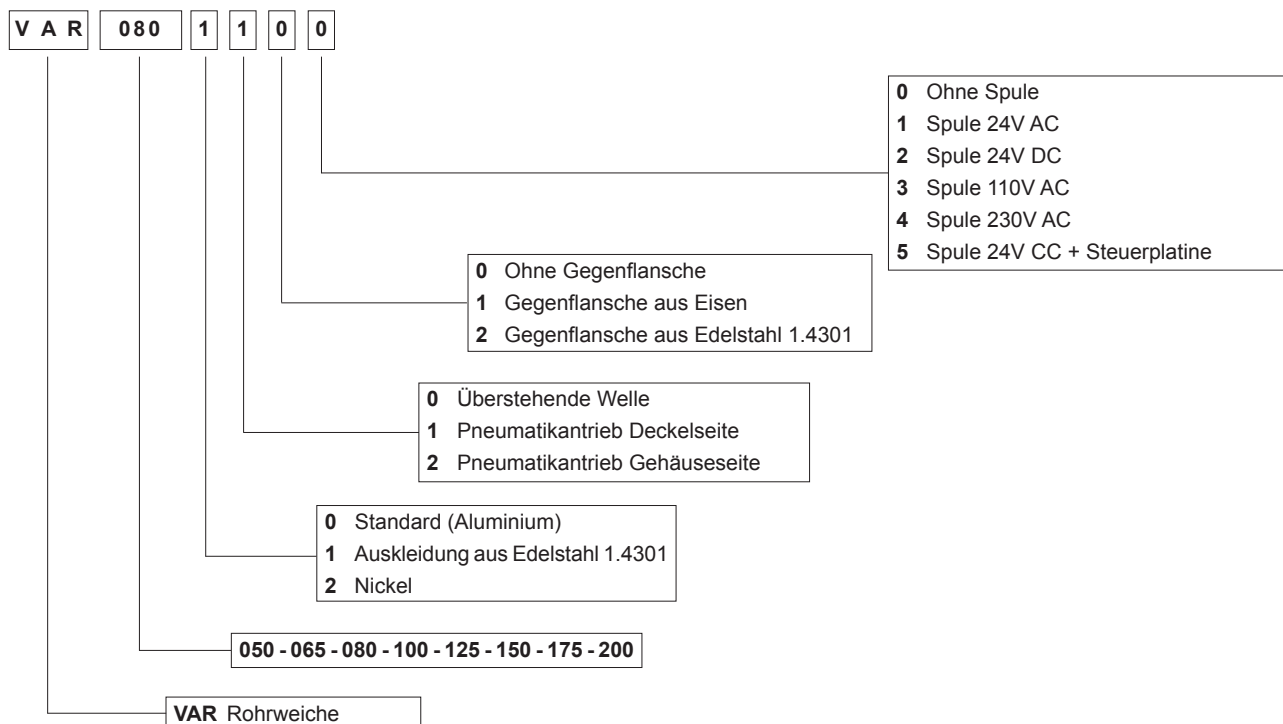 VAR 080 1 1 0 0
0 Ohne Spule
1 Spule 24V AC
2 Spule 24V DC
3 Spule 110V AC
4 Spule 230V AC
5 Spule 24V CC + Steuerplatine
0 Ohne Gegenflansche
1 Gegenflansche aus Eisen
2 Gegenflansche aus Edelstahl 1.4301
0 Überstehende Welle
1 Pneumatikantrieb Deckelseite
2 Pneumatikantrieb Gehäuseseite
0 Standard (Aluminium)
1 Auskleidung aus Edelstahl 1.4301
2 Nickel
050 - 065 - 080 - 100 - 125 - 150 - 175 - 200
VAR Rohrweiche